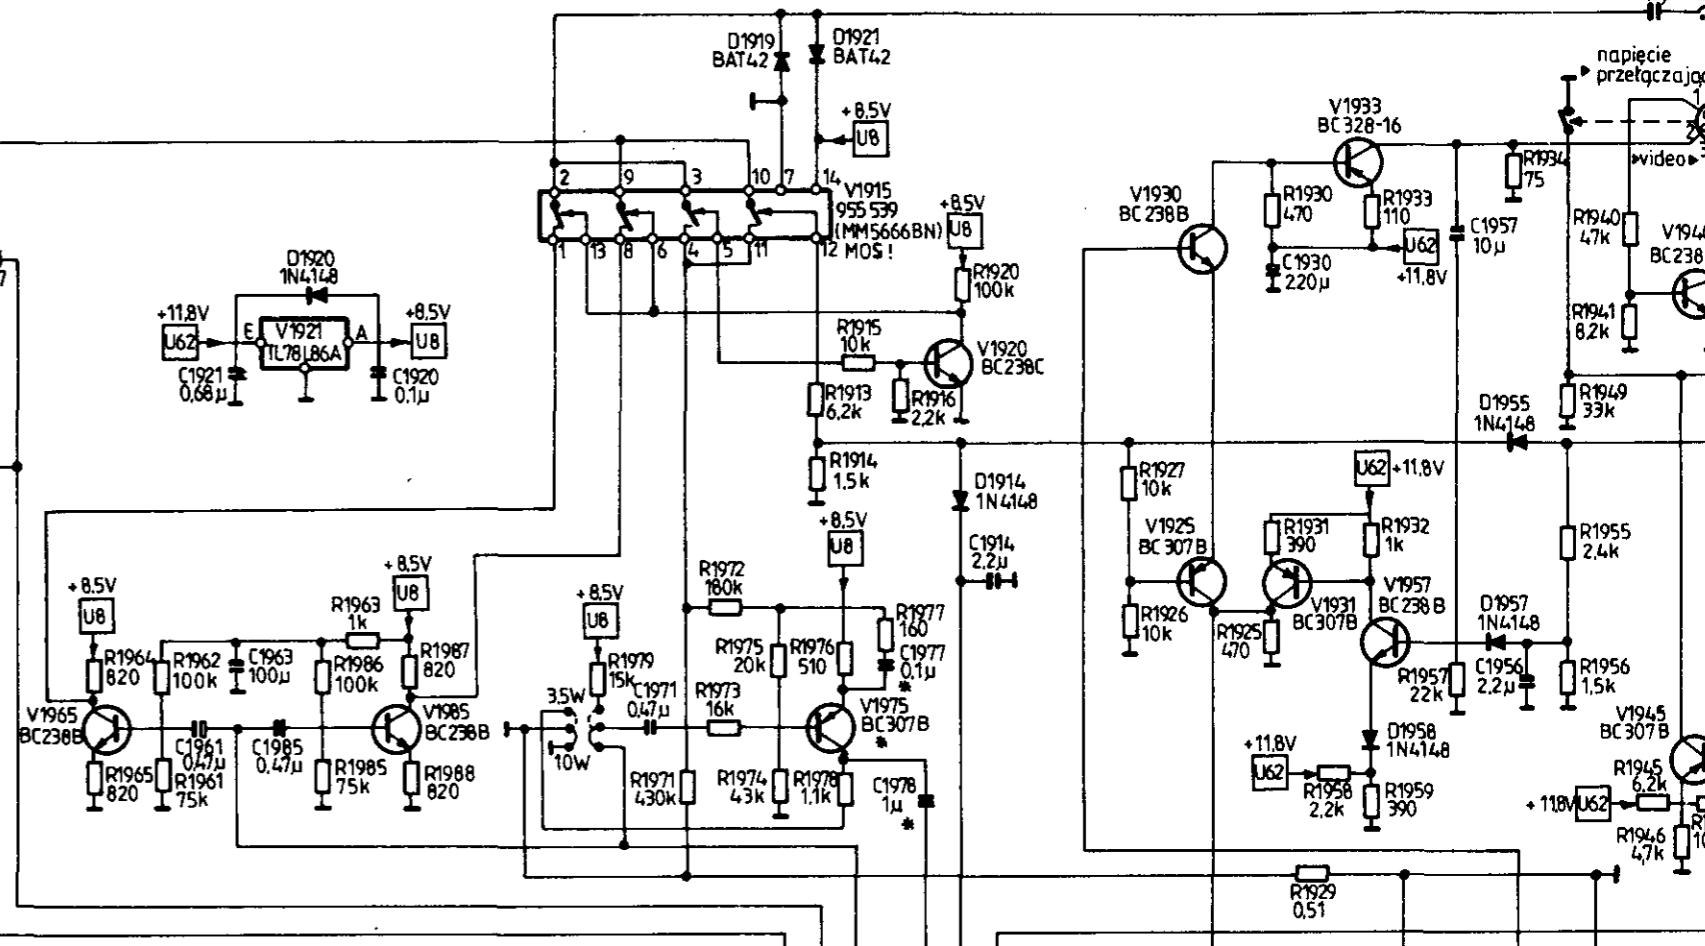 D1919
BAT42
D1921
BAT42
+8,5V
U8
2
9
3
10
7
14
V1915
955 539
(MM5666BN)
MOS!
1
13
8
6
4
5
11
12
+8,5V
U8
R1920
100k
R1915
10k
V1920
BC238C
R1916
2,2k
R1913
6,2k
R1914
1,5k
D1914
1N4148
C1914
2,2µ
D1920
1N4148
+11,8V
U62
E
V1921
TL78L86A
A
+8,5V
U8
C1921
0,68µ
C1920
0,1µ
napięcie
V1933
BC328-16
R1934
75
video
V1930
BC238B
R1930
470
R1933
110
C1930
220µ
U62
+11,8V
C1957
10µ
R1940
47k
R1941
8,2k
R1949
33k
D1955
1N4148
U62
+11,8V
R1927
10k
V1925
BC307B
R1931
390
R1932
1k
R1955
2,4k
R1926
10k
R1925
470
V1931
BC307B
V1957
BC238B
D1957
1N4148
R1957
22k
C1956
2,2µ
R1956
1,5k
D1958
1N4148
+11,8V
U62
R1958
2,2k
R1959
390
V1945
BC307B
R1945
6,2k
+11,8V
U62
R1946
4,7k
R1929
0,51
+8,5V
U8
R1964
820
R1962
100k
C1963
100µ
R1963
1k
R1986
100k
+8,5V
U8
R1987
820
V1965
BC238B
C1961
0,47µ
C1985
0,47µ
V1985
BC238B
R1965
820
R1961
75k
R1985
75k
R1988
820
+8,5V
U8
R1979
15k
3,5W
10W
C1971
0,47µ
R1973
16k
R1972
180k
+8,5V
U8
R1975
20k
R1976
510
R1977
160
C1977
0,1µ
*
V1975
BC307B
*
R1971
430k
R1974
43k
R1978
1,1k
C1978
1µ
*